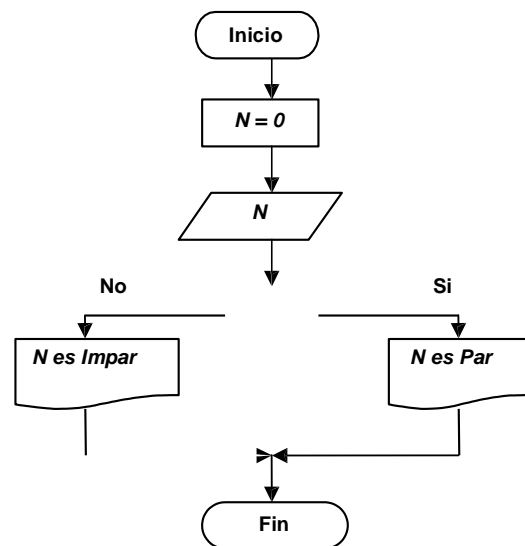 Inicio
N = 0
N
No
Si
N es Impar
N es Par
Fin